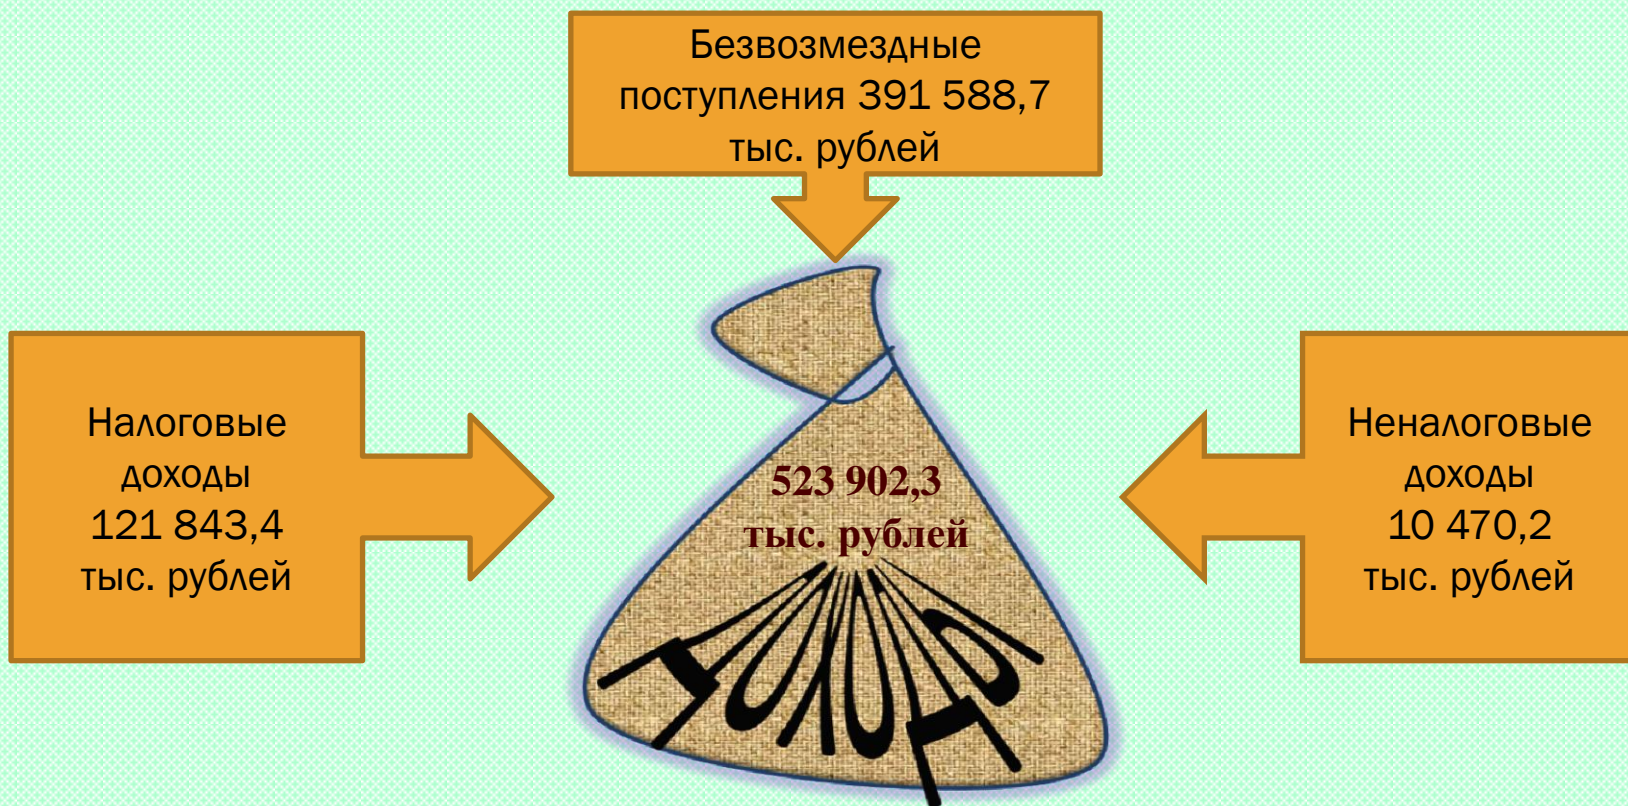 Безвозмездные
поступления 391 588,7
тыс. рублей
Налоговые
доходы
121 843,4
тыс. рублей
523 902,3
тыс. рублей
ДОХОДЫ
Неналоговые
доходы
10 470,2
тыс. рублей